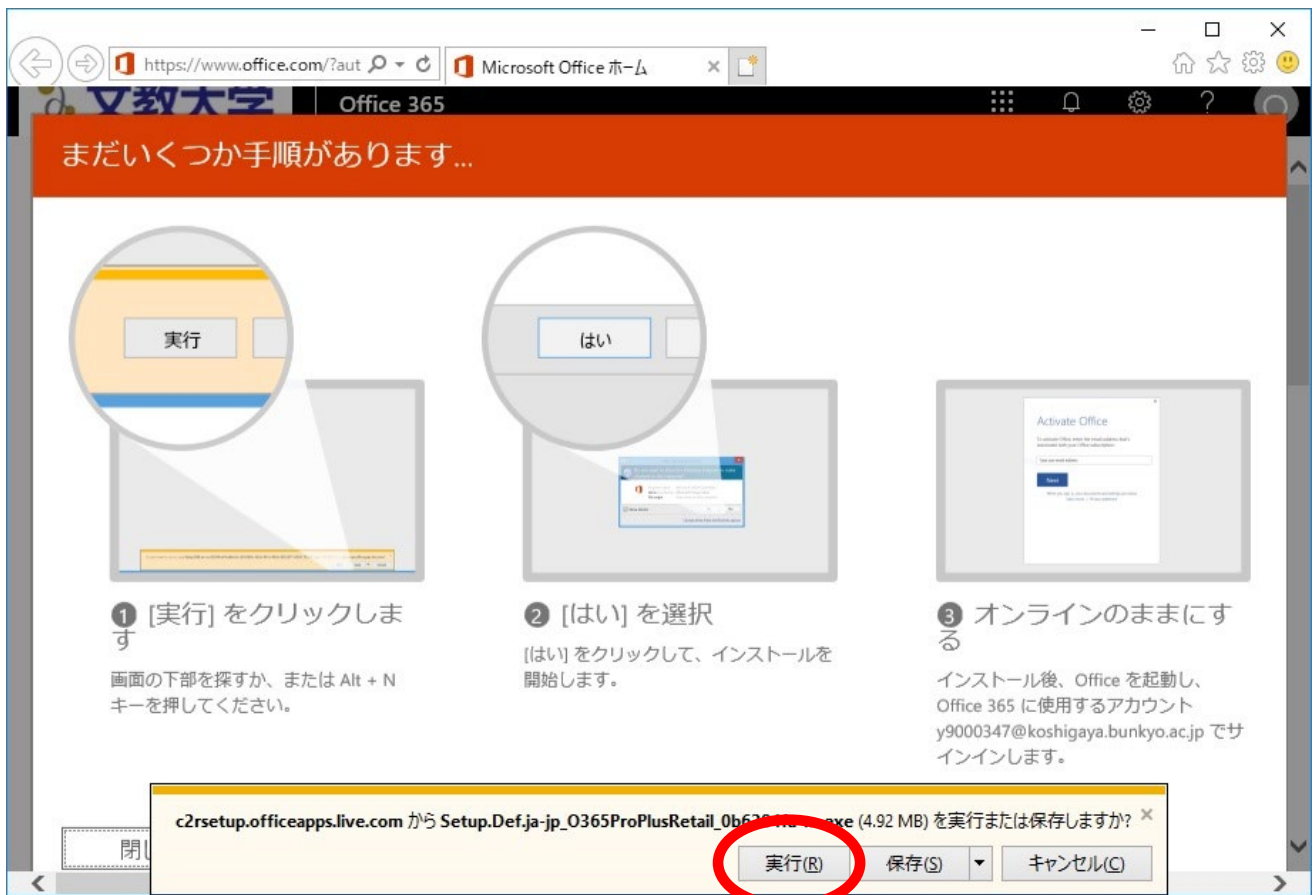 https://www.office.com/?aut
Microsoft Office ホーム
文教大学
Office 365
まだいくつか手順があります...
実行
はい
Activate Office
Next
❶ [実行] をクリックしま
す
画面の下部を探すか、または Alt + N
キーを押してください。
❷ [はい] を選択
[はい] をクリックして、インストールを
開始します。
❸ オンラインのままにす
る
インストール後、Office を起動し、
Office 365 に使用するアカウント
y9000347@koshigaya.bunkyo.ac.jp でサ
インインします。
c2rsetup.officeapps.live.com から Setup.Def.ja-jp_O365ProPlusRetail_ (4.92 MB) を実行または保存しますか?
実行(R)
保存(S)
キャンセル(C)
閉